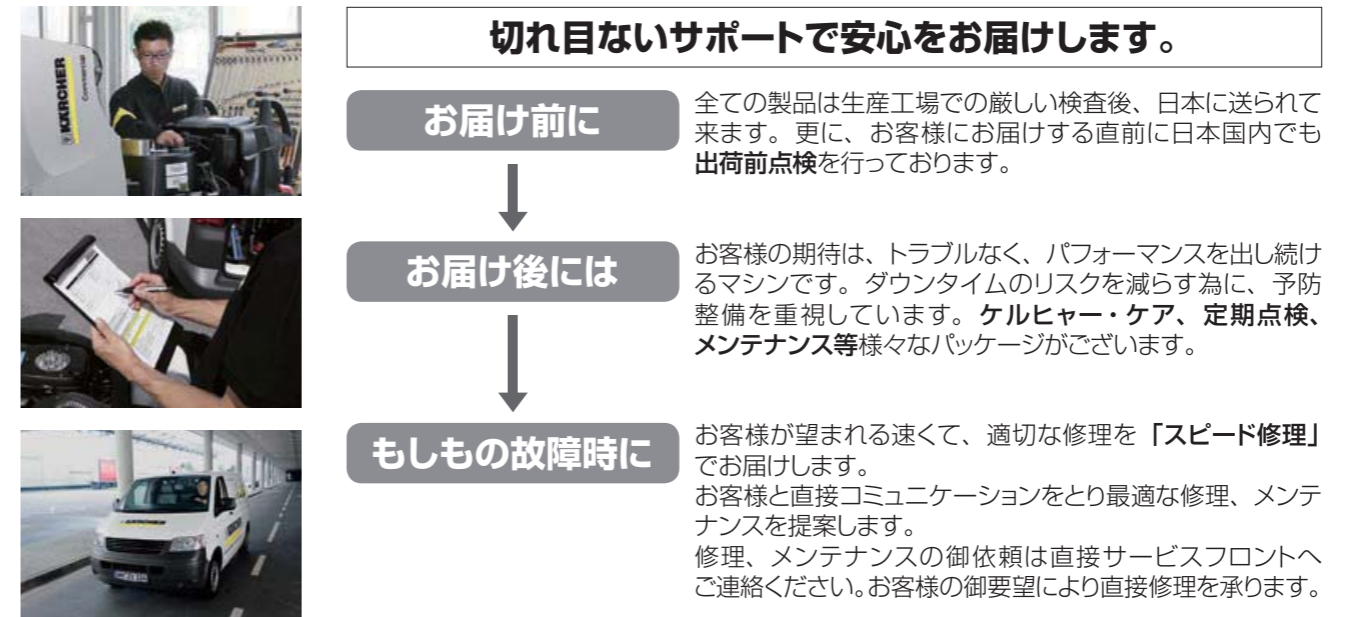 切れ目ないサポートで安心をお届けします。
お届け前に
全ての製品は生産工場での厳しい検査後、日本に送られて
来ます。更に、お客様にお届けする直前に日本国内でも
出荷前点検を行っております。
お届け後には
お客様の期待は、トラブルなく、パフォーマンスを出し続け
るマシンです。ダウンタイムのリスクを減らす為に、予防
整備を重視しています。ケルヒャー・ケア、定期点検、
メンテナンス等様々なパッケージがございます。
もしもの故障時に
お客様が望まれる速くて、適切な修理を「スピード修理」
でお届けします。
お客様と直接コミュニケーションをとり最適な修理、メンテ
ナンスを提案します。
修理、メンテナンスの御依頼は直接サービスフロントへ
ご連絡ください。お客様の御要望により直接修理を承ります。
KÄRCHER
KÄRCHER